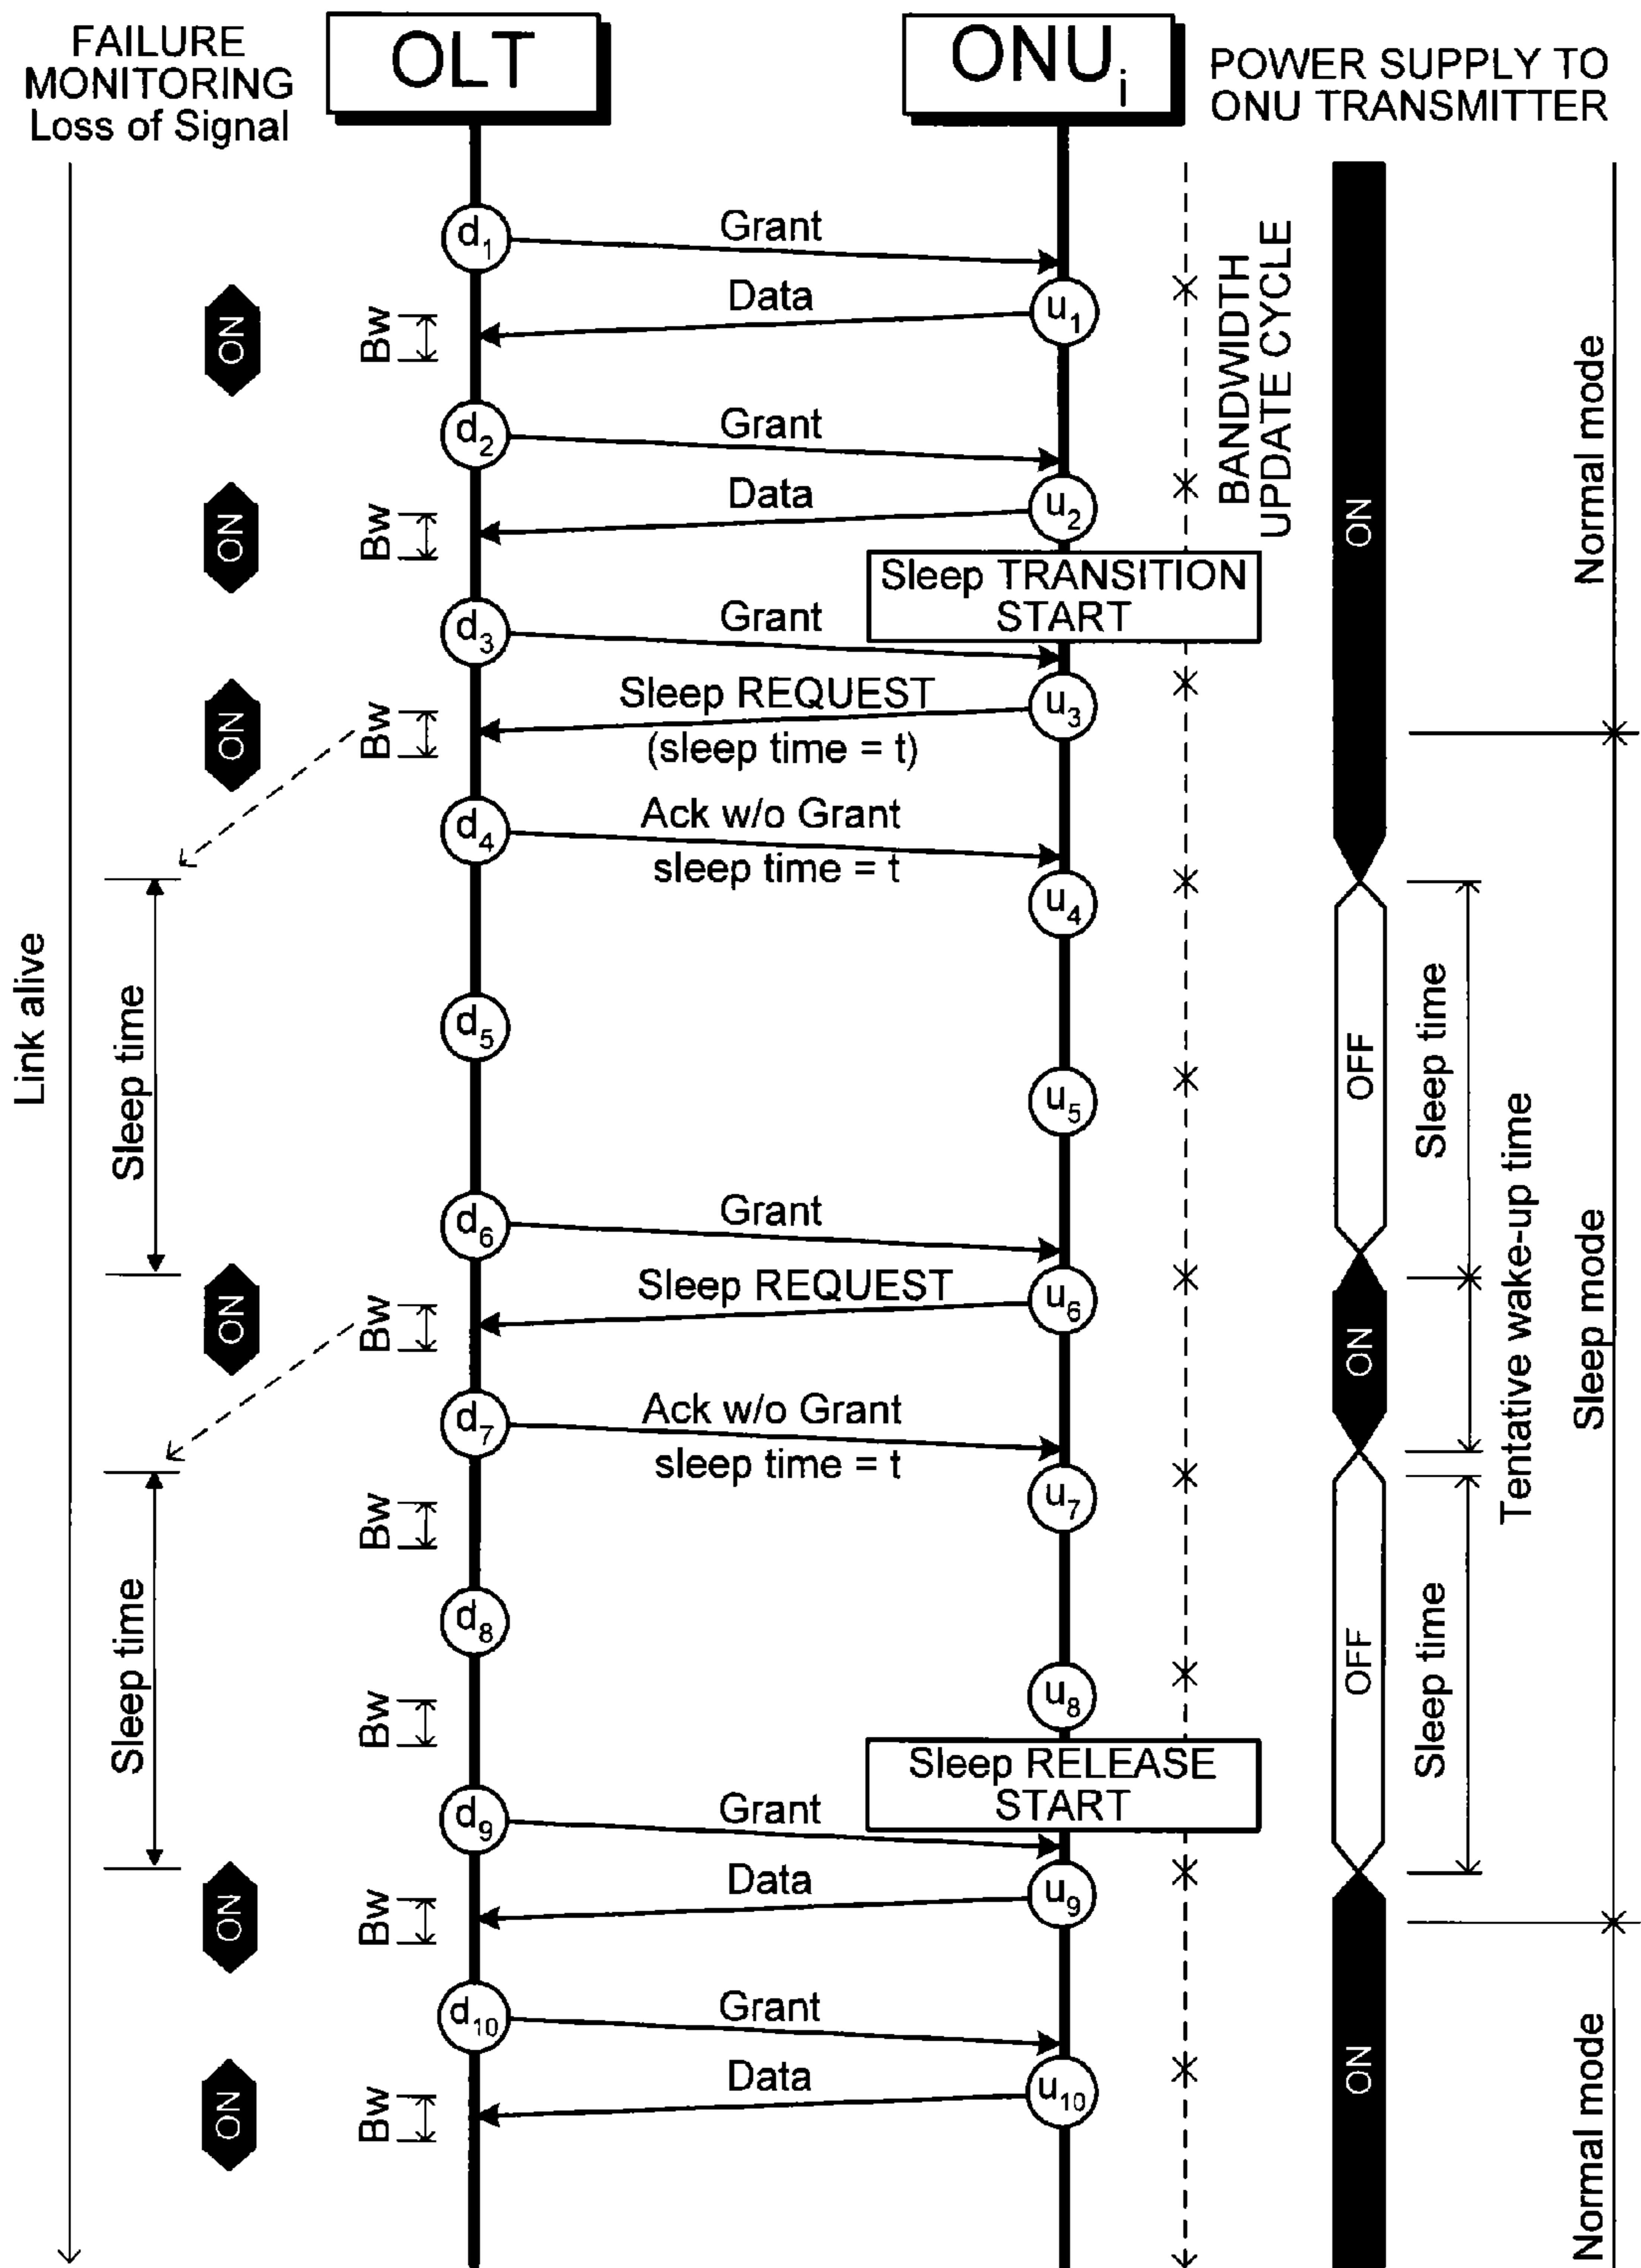 FAILURE
MONITORING
Loss of Signal
OLT
ONU i
POWER SUPPLY TO
ONU TRANSMITTER
d1
Grant
Data
u1
ON
Bw
BANDWIDTH
UPDATE CYCLE
Normal mode
d2
Grant
Data
u2
ON
Bw
ON
Sleep TRANSITION
START
d3
Grant
Sleep REQUEST
(sleep time = t)
u3
ON
Bw
d4
Ack w/o Grant
sleep time = t
u4
Link alive
Sleep time
d5
u5
OFF
Sleep time
Tentative wake-up time
Sleep mode
d6
Grant
Sleep REQUEST
u6
ON
Bw
ON
d7
Ack w/o Grant
sleep time = t
u7
Bw
Sleep time
d8
u8
Bw
OFF
Sleep time
Sleep RELEASE
START
d9
Grant
Data
u9
ON
Bw
d10
Grant
Data
u10
ON
Bw
ON
Normal mode